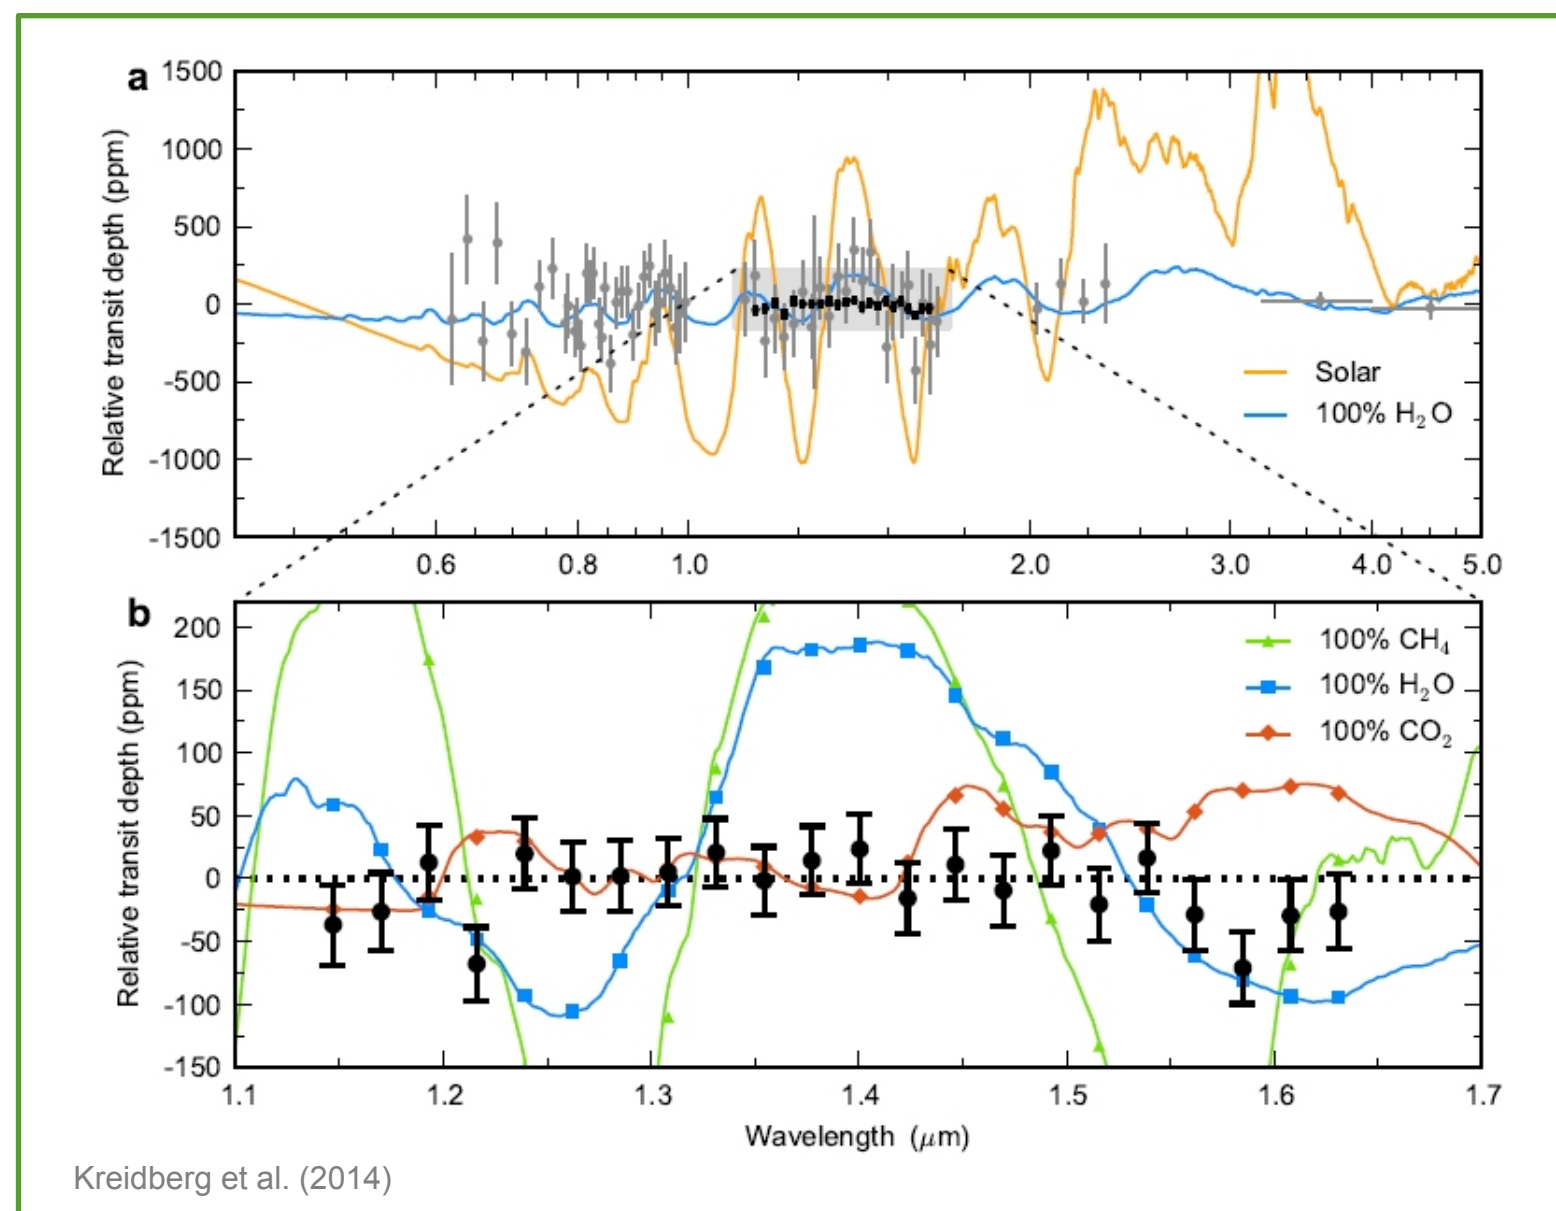 a
1500
1000
500
0
-500
-1000
-1500
Relative transit depth (ppm)
Solar
100% H₂O
0.6 0.8 1.0 2.0 3.0 4.0 5.0
b
200
150
100
50
0
-50
-100
-150
Relative transit depth (ppm)
100% CH₄
100% H₂O
100% CO₂
1.1 1.2 1.3 1.4 1.5 1.6 1.7
Wavelength (μm)
Kreidberg et al. (2014)